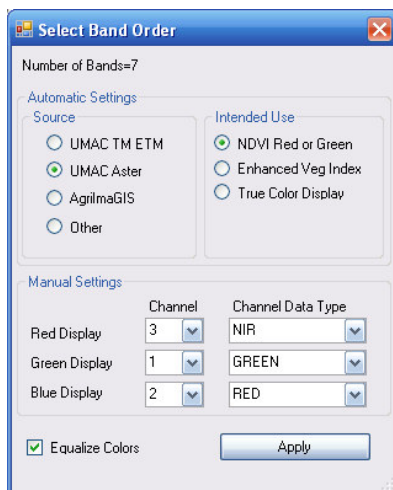 Select Band Order
Number of Bands=7
Automatic Settings
Source
UMAC TM ETM
UMAC Aster
AgriImaGIS
Other
Intended Use
NDVI Red or Green
Enhanced Veg Index
True Color Display
Manual Settings
Channel Channel Data Type
Red Display 3 NIR
Green Display 1 GREEN
Blue Display 2 RED
Equalize Colors Apply